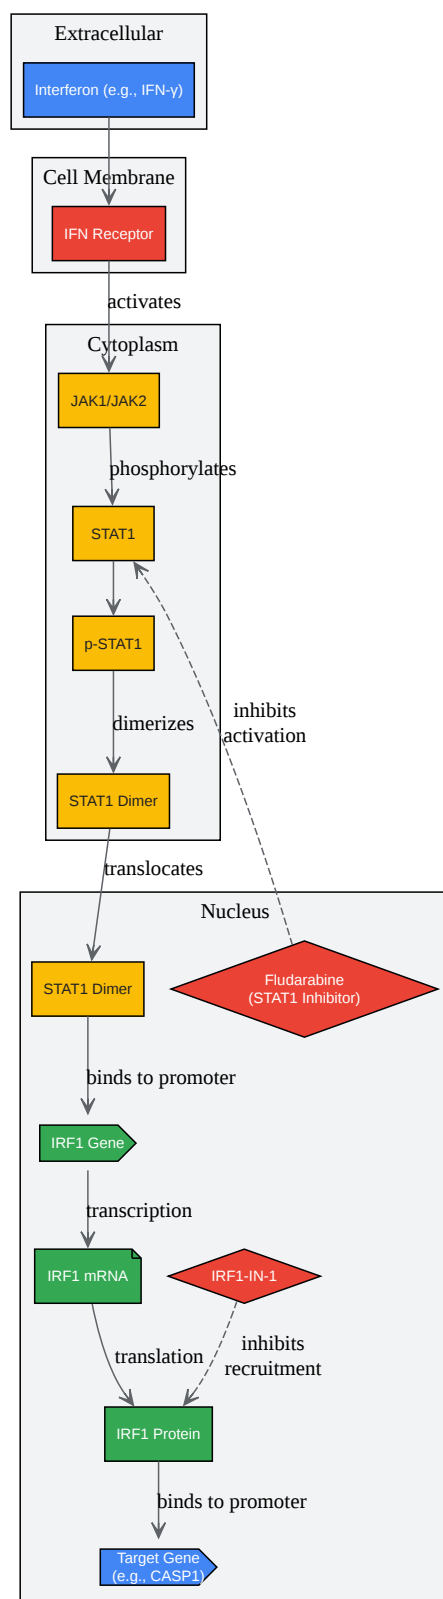 Extracellular
Interferon (e.g., IFN-γ)
Cell Membrane
IFN Receptor
activates
Cytoplasm
JAK1/JAK2
phosphorylates
STAT1
p-STAT1
inhibits
activation
dimerizes
STAT1 Dimer
translocates
Nucleus
STAT1 Dimer
Fludarabine
(STAT1 Inhibitor)
binds to promoter
IRF1 Gene
transcription
IRF1 mRNA
IRF1-IN-1
translation
inhibits
recruitment
IRF1 Protein
binds to promoter
Target Gene
(e.g., CASP1)